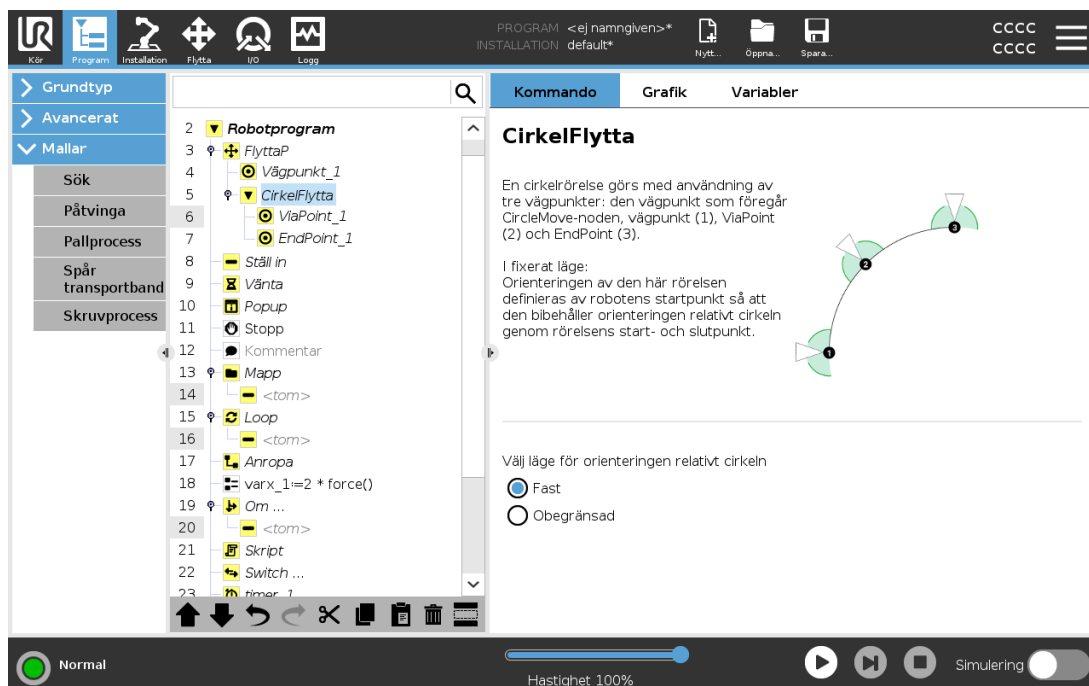 UR
PROGRAM <ej namngiven>*
INSTALLATION default*
CCCC
CCCC
Kör
Program
Installation
Flytta
I/O
Logg
Nytt...
Öppna...
Spara...
Grundtyp
Avancerat
Mallar
Sök
Påtvinga
Pallprocess
Spår
transportband
Skruvprocess
2 Robotprogram
3 FlyttaP
4 Vägpunkt_1
5 CirkelFlytta
6 ViaPoint_1
7 EndPoint_1
8 Ställ in
9 Vänta
10 Popup
11 Stopp
12 Kommentar
13 Mapp
14 <tom>
15 Loop
16 <tom>
17 Anropa
18 varx_1:=2 * force()
19 Om ...
20 <tom>
21 Skript
22 Switch ...
23 timer_1
Kommando
Grafik
Variabler
CirkelFlytta
En cirkelrörelse görs med användning av
tre vägpunkter: den vägpunkt som föregår
CircleMove-noden, vägpunkt (1), ViaPoint
(2) och EndPoint (3).
I fixerat läge:
Orienteringen av den här rörelsen
definieras av robotens startpunkt så att
den bibehåller orienteringen relativt cirkeln
genom rörelsens start- och slutpunkt.
3
2
1
Välj läge för orienteringen relativt cirkeln
Fast
Obegränsad
Normal
Hastighet 100%
Simulering